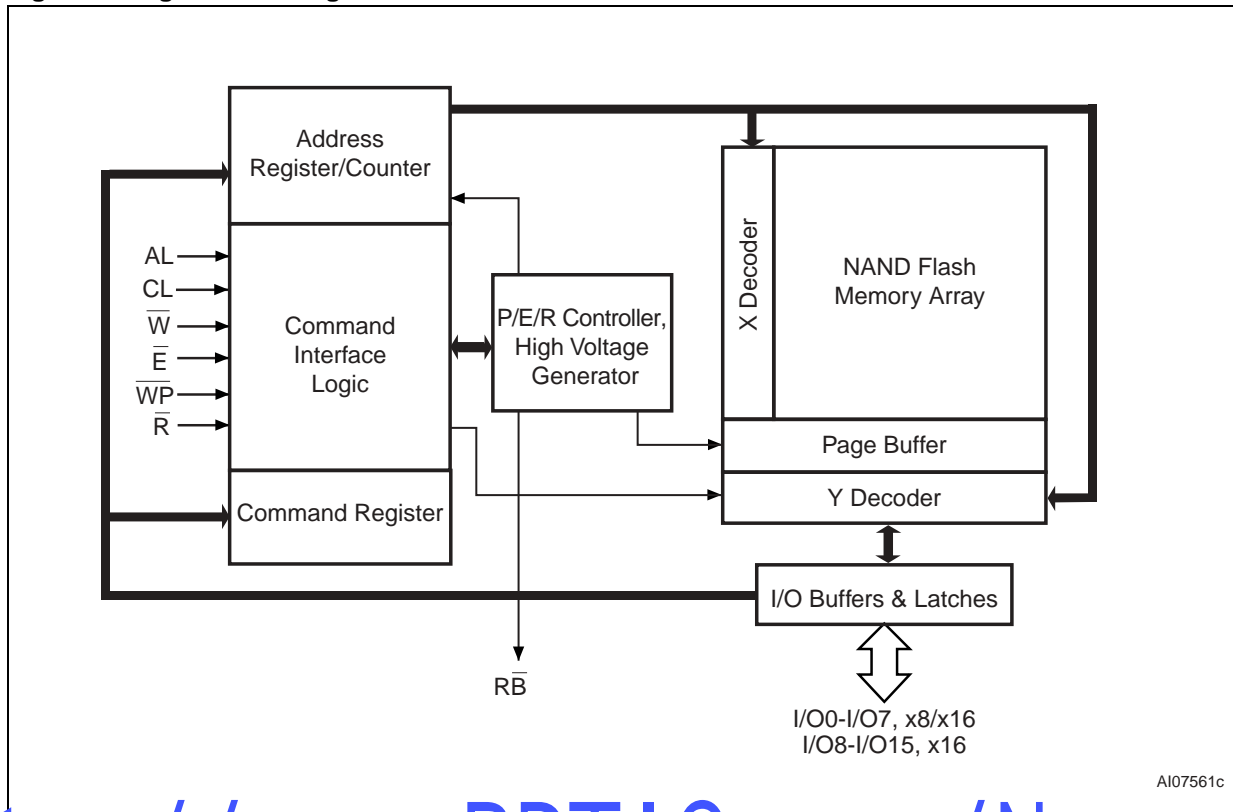 Address
Register/Counter
AL
CL
W̅
E̅
W̅P̅
R̅
Command
Interface
Logic
Command Register
P/E/R Controller,
High Voltage
Generator
RB̅
X Decoder
NAND Flash
Memory Array
Page Buffer
Y Decoder
I/O Buffers & Latches
I/O0-I/O7, x8/x16
I/O8-I/O15, x16
AI07561c